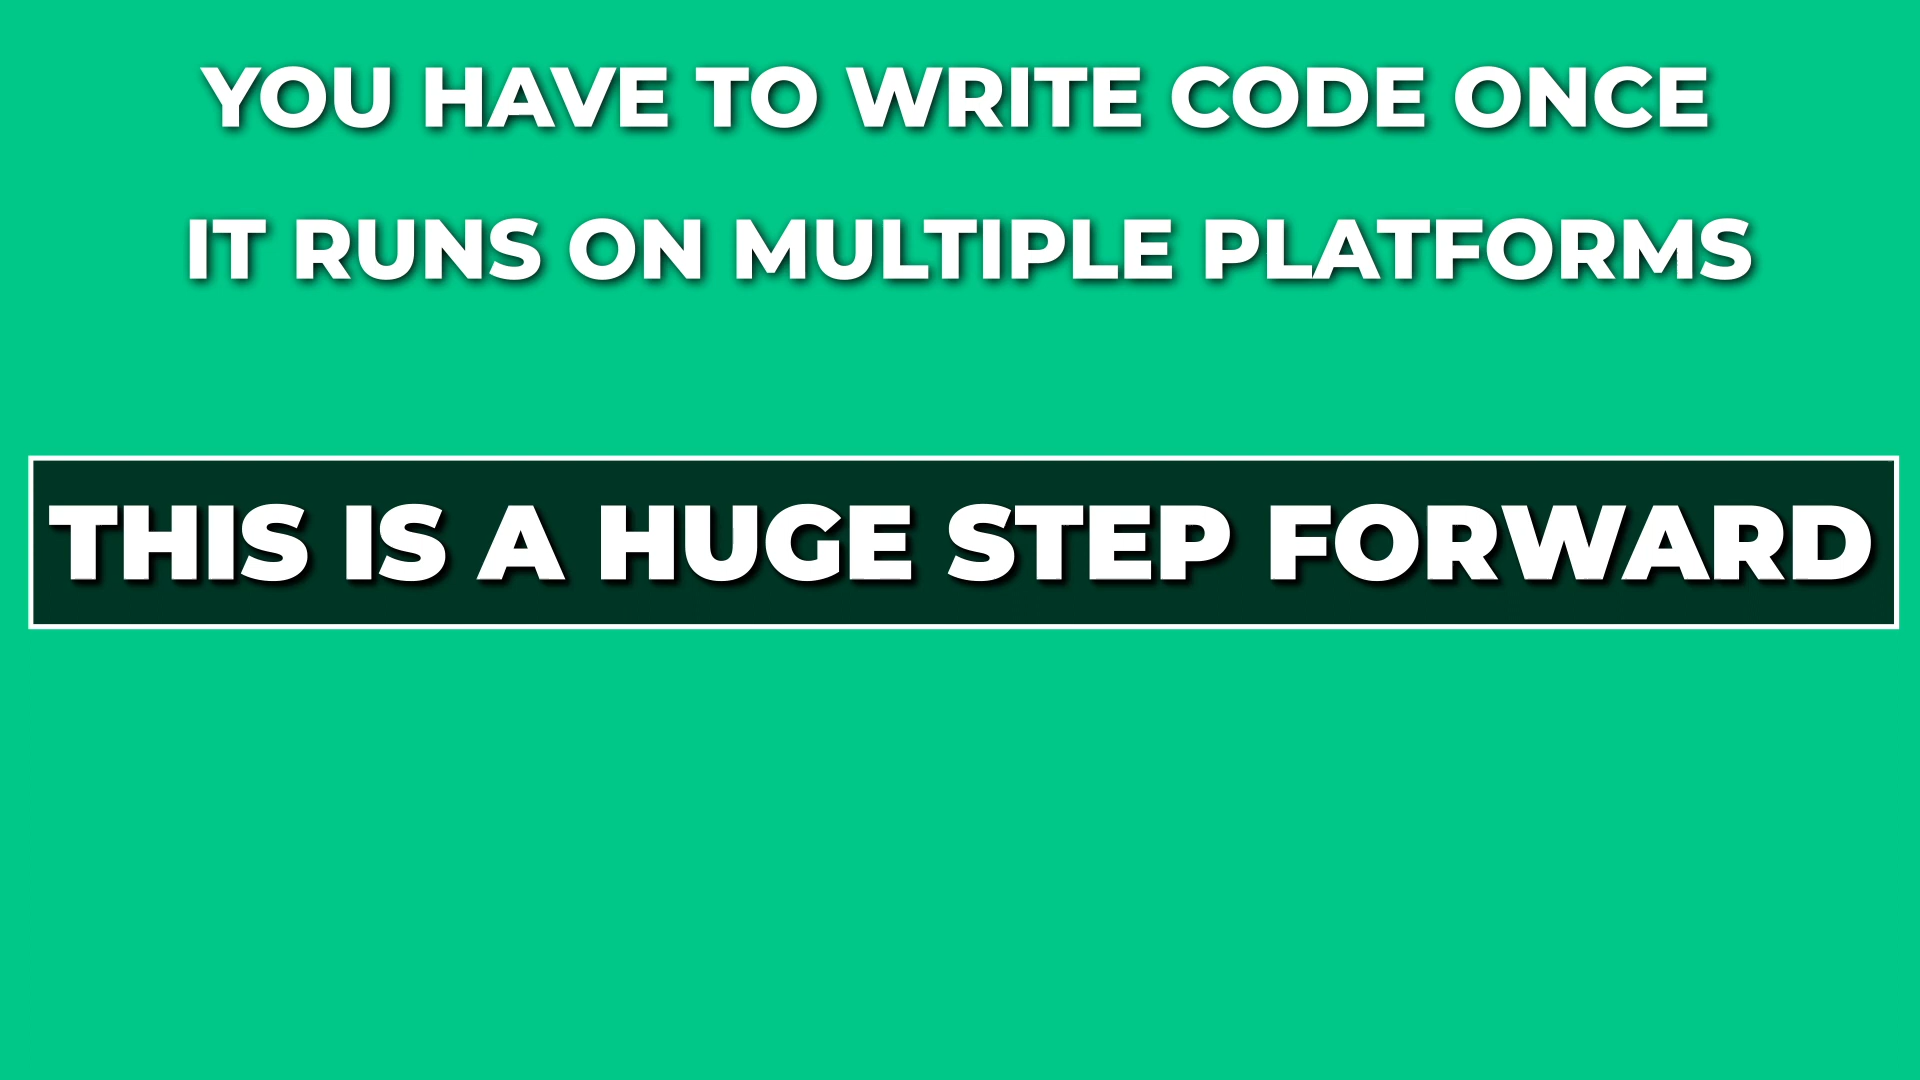 YOU HAVE TO WRITE CODE ONCE
IT RUNS ON MULTIPLE PLATFORMS
THIS IS A HUGE STEP FORWARD